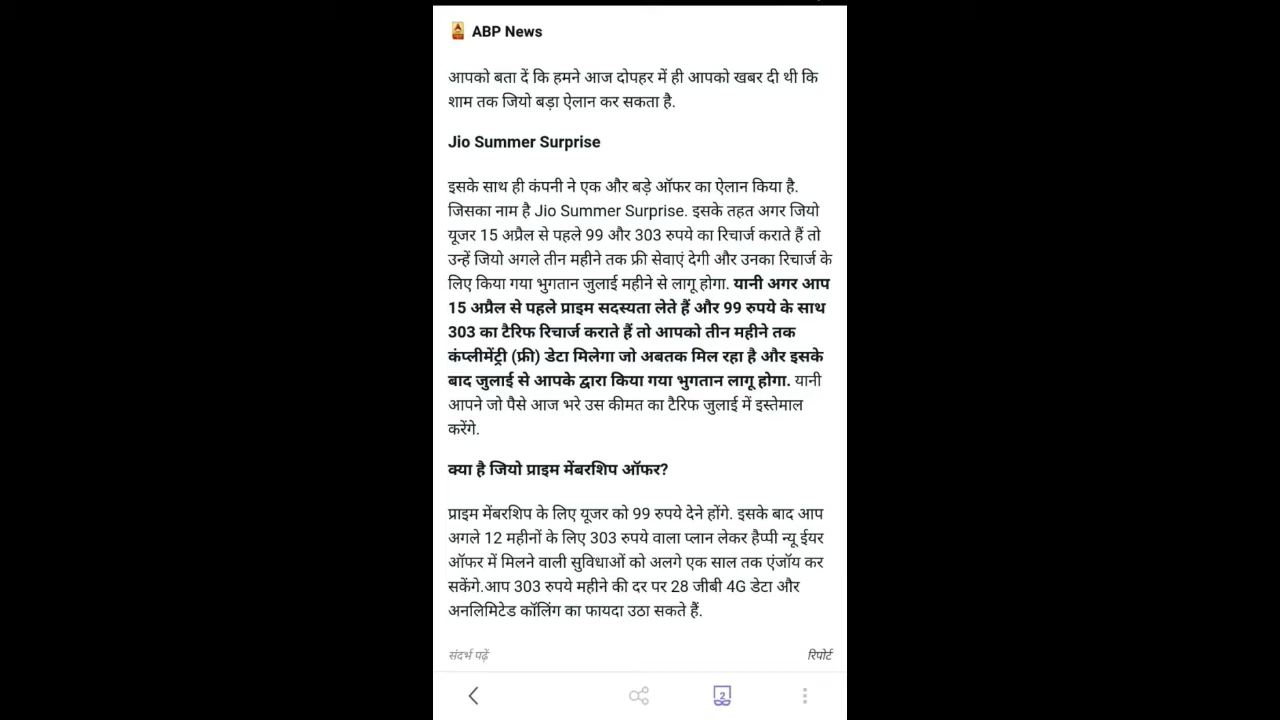 ABP News
आपको बता दें कि हमने आज दोपहर में ही आपको खबर दी थी कि
शाम तक जियो बड़ा ऐलान कर सकता है.
Jio Summer Surprise
इसके साथ ही कंपनी ने एक और बड़े ऑफर का ऐलान किया है.
जिसका नाम है Jio Summer Surprise. इसके तहत अगर जियो
यूजर 15 अप्रैल से पहले 99 और 303 रुपये का रिचार्ज कराते हैं तो
उन्हें जियो अगले तीन महीने तक फ्री सेवाएं देगी और उनका रिचार्ज के
लिए किया गया भुगतान जुलाई महीने से लागू होगा. यानी अगर आप
15 अप्रैल से पहले प्राइम सदस्यता लेते हैं और 99 रुपये के साथ
303 का टैरिफ रिचार्ज कराते हैं तो आपको तीन महीने तक
कंप्लीमेंट्री (फ्री) डेटा मिलेगा जो अबतक मिल रहा है और इसके
बाद जुलाई से आपके द्वारा किया गया भुगतान लागू होगा. यानी
आपने जो पैसे आज भरे उस कीमत का टैरिफ जुलाई में इस्तेमाल
करेंगे.
क्या है जियो प्राइम मेंबरशिप ऑफर?
प्राइम मेंबरशिप के लिए यूजर को 99 रुपये देने होंगे. इसके बाद आप
अगले 12 महीनों के लिए 303 रुपये वाला प्लान लेकर हैप्पी न्यू ईयर
ऑफर में मिलने वाली सुविधाओं को अलगे एक साल तक एंजॉय कर
सकेंगे.आप 303 रुपये महीने की दर पर 28 जीबी 4G डेटा और
अनलिमिटेड कॉलिंग का फायदा उठा सकते हैं.
संदर्भ पढ़ें रिपोर्ट
2